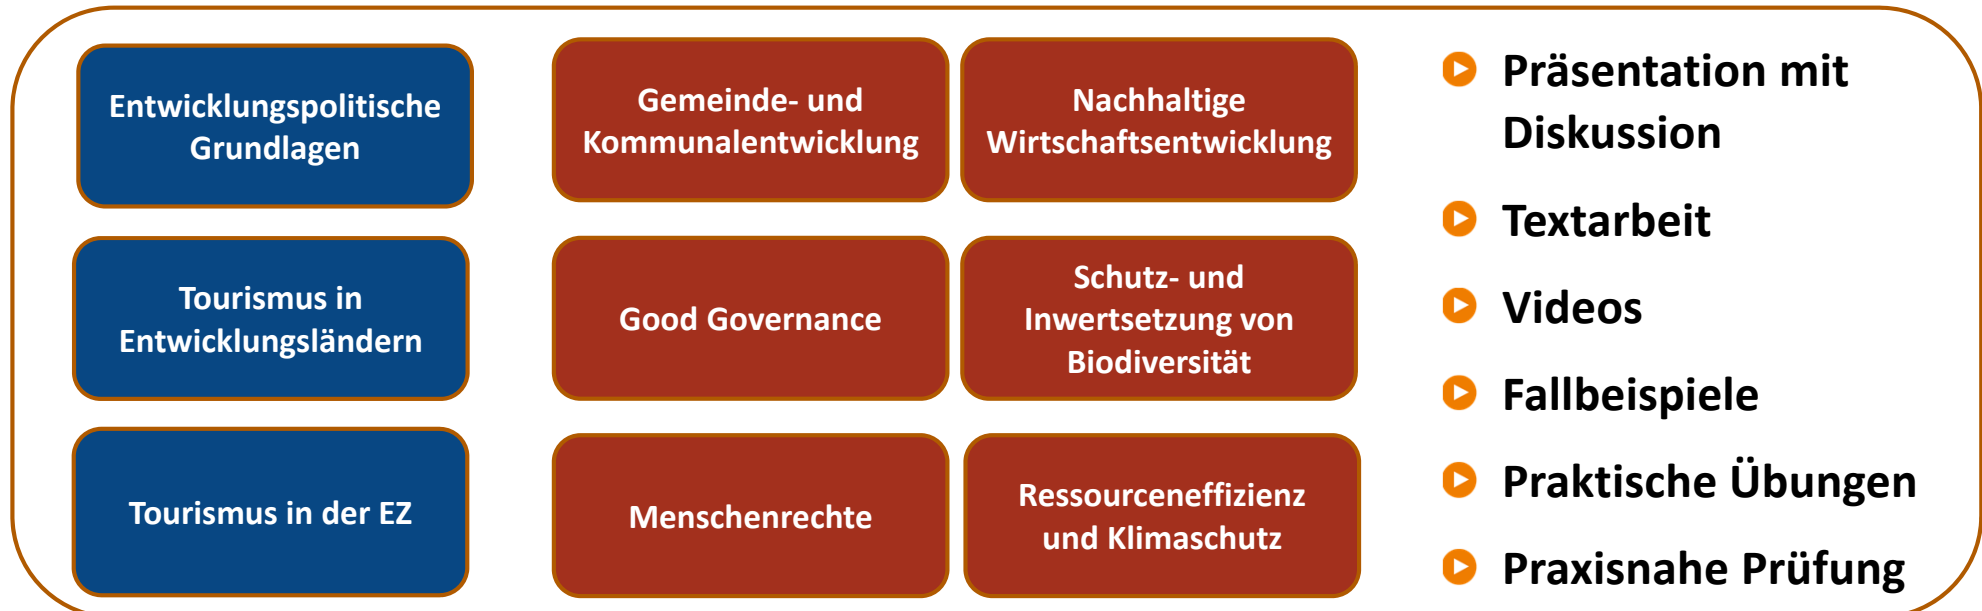 Entwicklungspolitische
Grundlagen
Tourismus in
Entwicklungsländern
Tourismus in der EZ
Gemeinde- und
Kommunalentwicklung
Nachhaltige
Wirtschaftsentwicklung
Good Governance
Schutz- und
Inwertsetzung von
Biodiversität
Menschenrechte
Ressourceneffizienz
und Klimaschutz
Präsentation mit
Diskussion
Textarbeit
Videos
Fallbeispiele
Praktische Übungen
Praxisnahe Prüfung